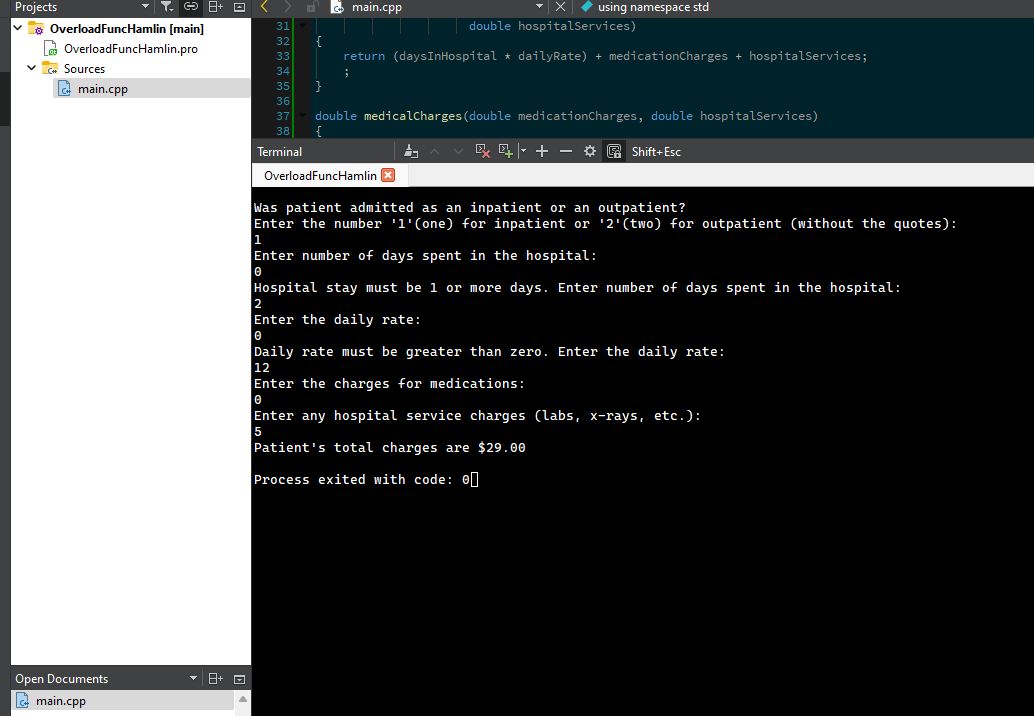 Projects
main.cpp
using namespace std
OverloadFuncHamlin [main]
OverloadFuncHamlin.pro
Sources
main.cpp
31 double hospitalServices)
32 {
33 return (daysInHospital * dailyRate) + medicationCharges + hospitalServices;
34 ;
35 }
36
37 double medicalCharges(double medicationCharges, double hospitalServices)
38 {
Terminal
Shift+Esc
OverloadFuncHamlin
Was patient admitted as an inpatient or an outpatient?
Enter the number '1'(one) for inpatient or '2'(two) for outpatient (without the quotes):
1
Enter number of days spent in the hospital:
0
Hospital stay must be 1 or more days. Enter number of days spent in the hospital:
2
Enter the daily rate:
0
Daily rate must be greater than zero. Enter the daily rate:
12
Enter the charges for medications:
0
Enter any hospital service charges (labs, x-rays, etc.):
5
Patient's total charges are $29.00
Process exited with code: 0
Open Documents
main.cpp